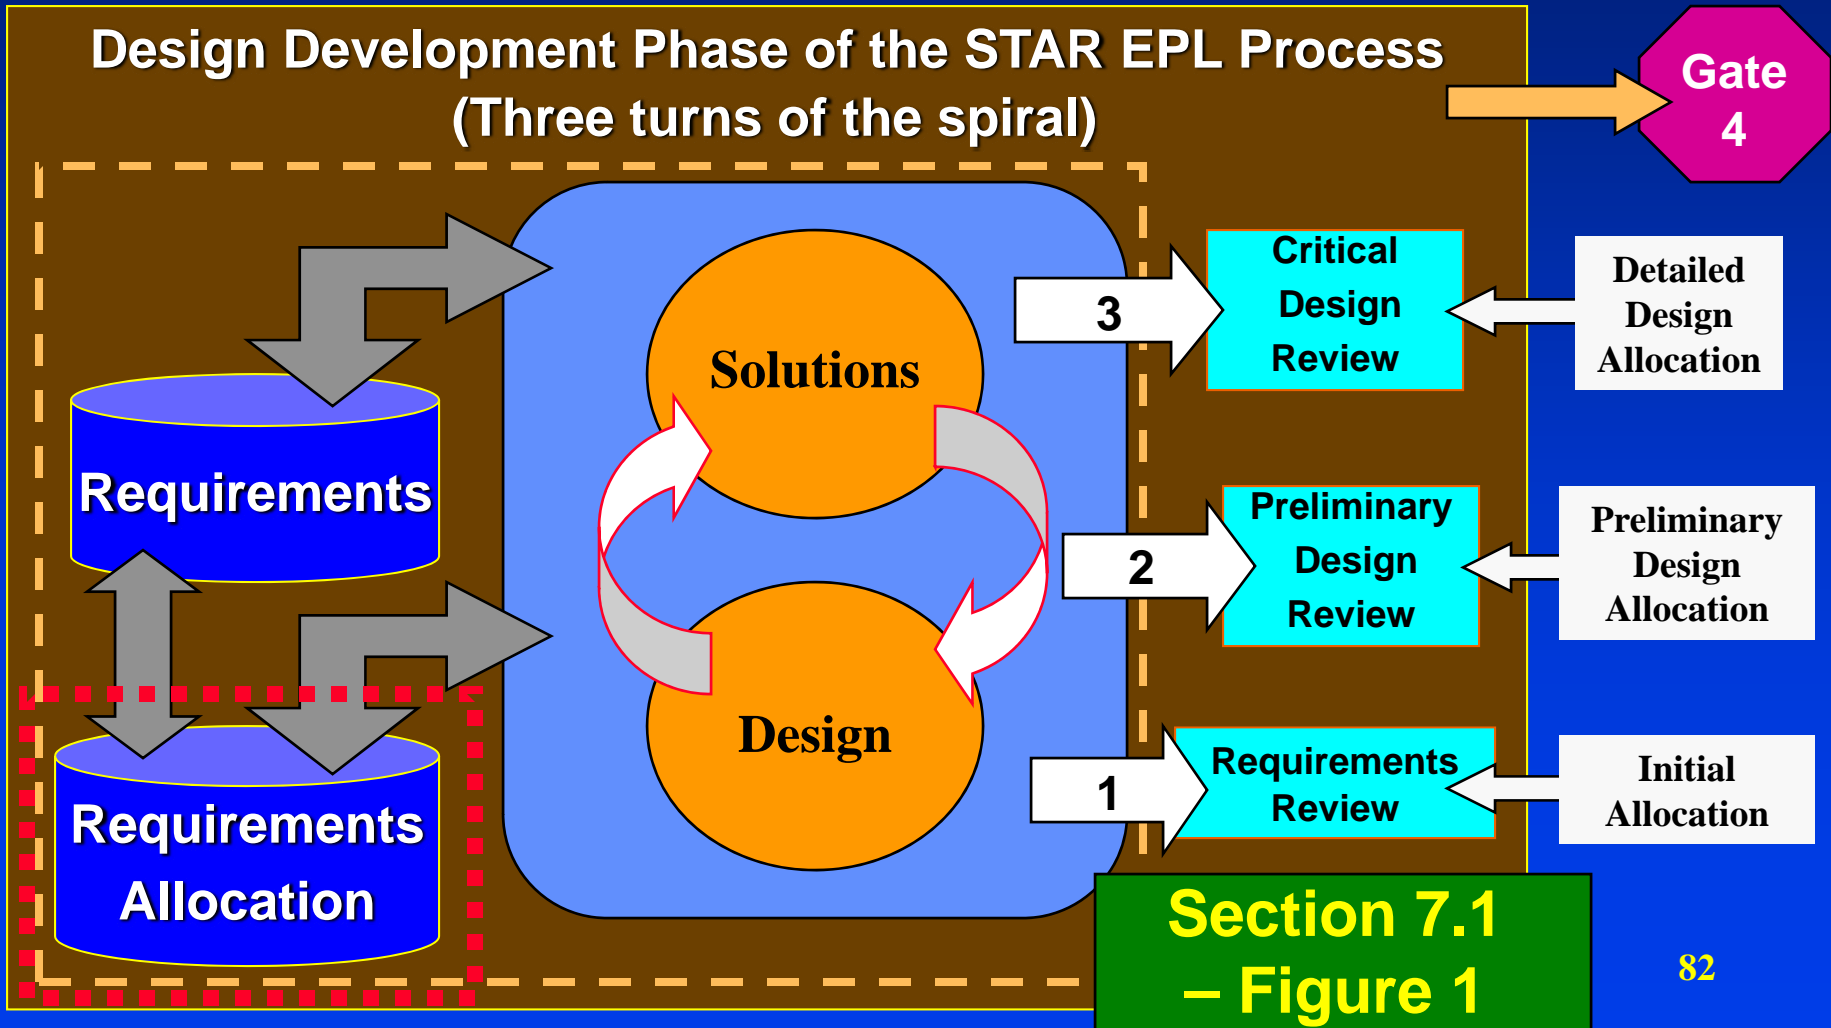 Design Development Phase of the STAR EPL Process
(Three turns of the spiral)
Gate
4
Requirements
Requirements
Allocation
Solutions
Design
3
Critical
Design
Review
Detailed
Design
Allocation
2
Preliminary
Design
Review
Preliminary
Design
Allocation
1
Requirements
Review
Initial
Allocation
Section 7.1
– Figure 1
82